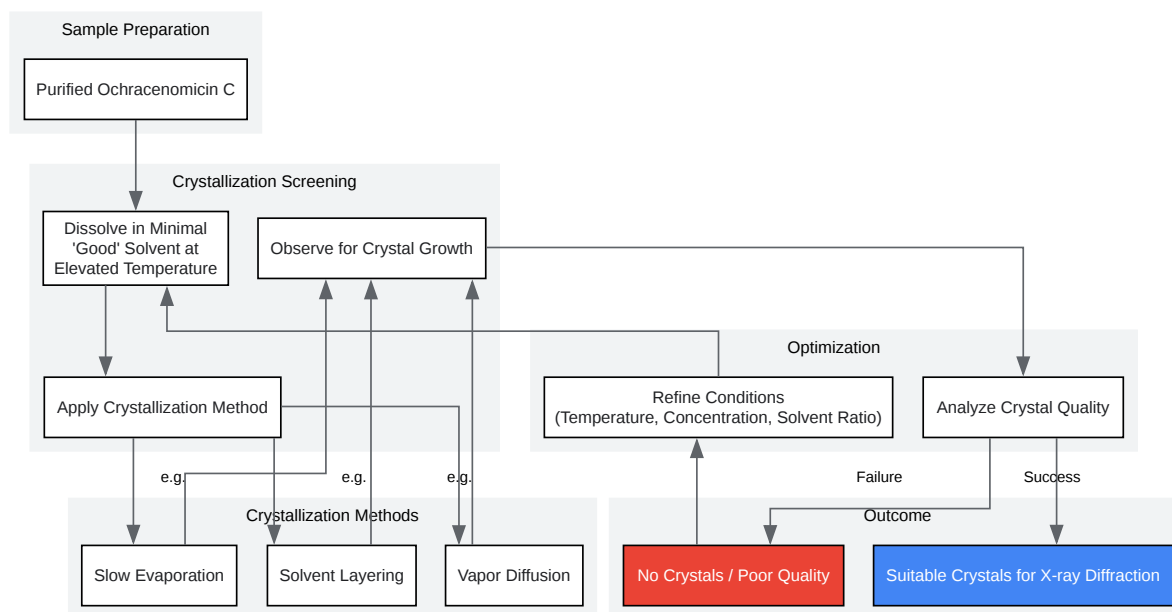 Sample Preparation
Purified Ochracenomicin C
Crystallization Screening
Dissolve in Minimal
'Good' Solvent at
Elevated Temperature
Observe for Crystal Growth
Optimization
Apply Crystallization Method
Refine Conditions
(Temperature, Concentration, Solvent Ratio)
Analyze Crystal Quality
e.g.
e.g.
e.g.
Failure
Success
Crystallization Methods
Outcome
Slow Evaporation
Solvent Layering
Vapor Diffusion
No Crystals / Poor Quality
Suitable Crystals for X-ray Diffraction